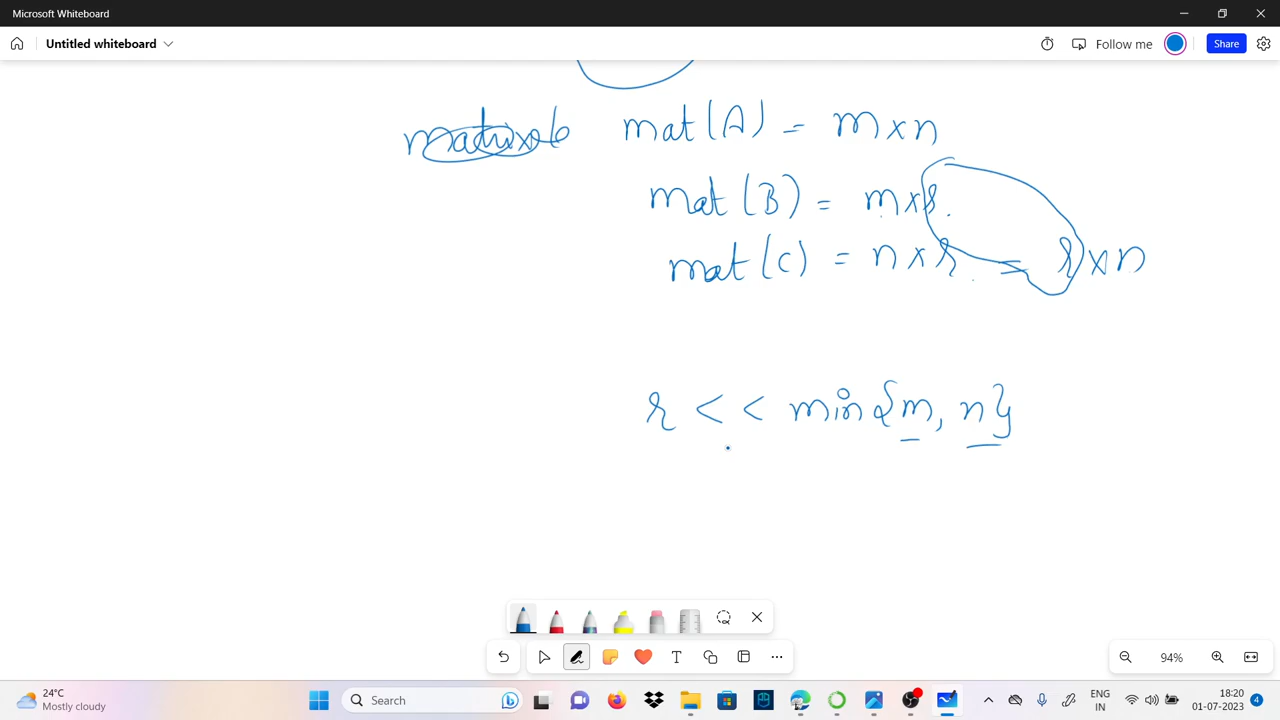 Microsoft Whiteboard
Untitled whiteboard
Follow me
Share
mat(A) = m×n
mat(B) = m×r.
mat(C) = n×r. = r×n
r << min{m, n}
T
94%
24°C
Mostly cloudy
Search
ENG
IN
18:20
01-07-2023
4